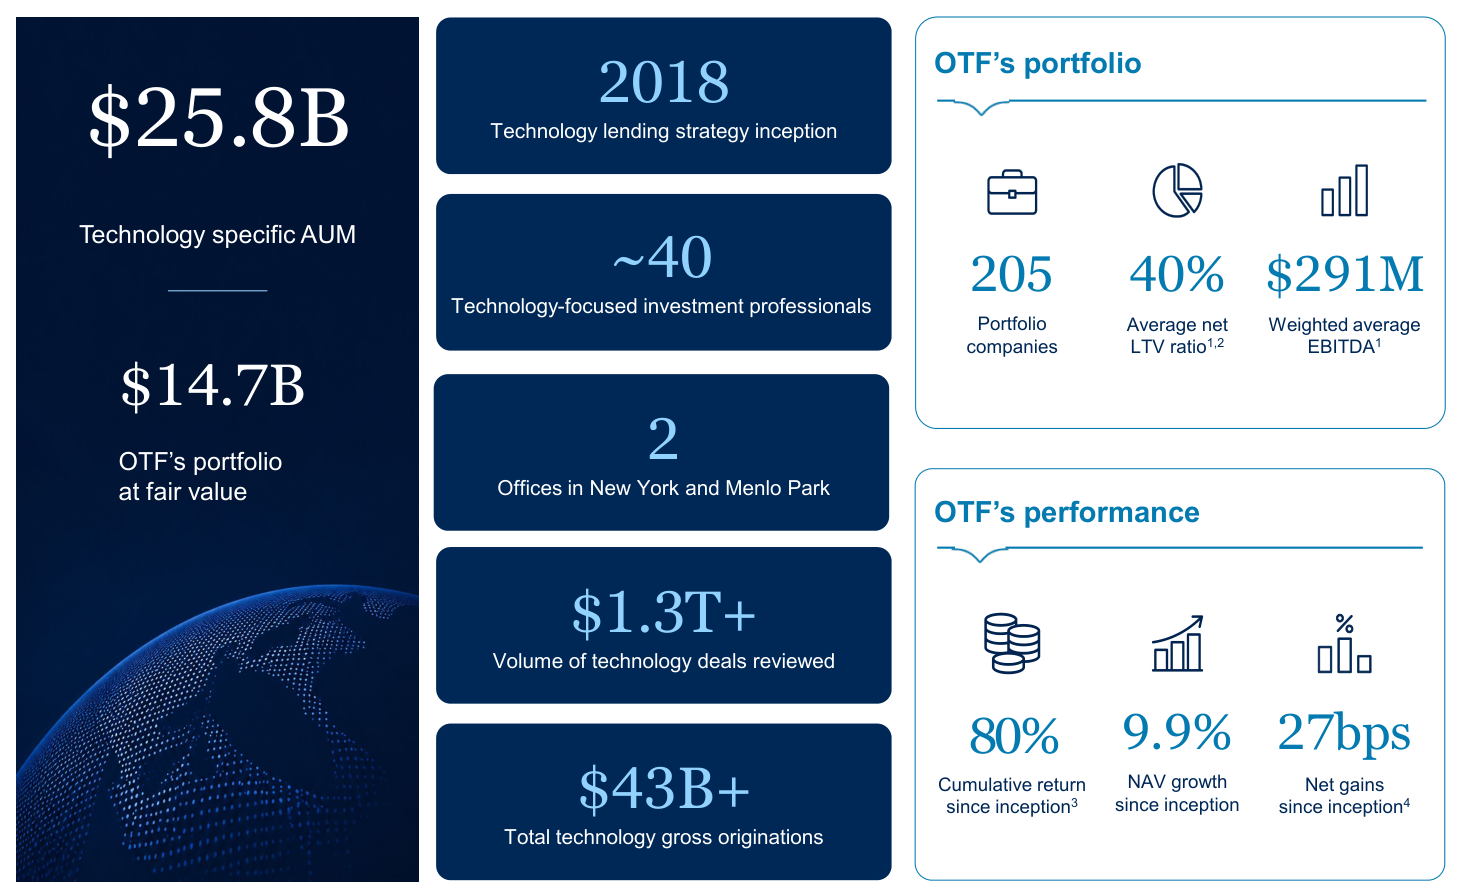 $25.8B
Technology specific AUM
$14.7B
OTF’s portfolio
at fair value
2018
Technology lending strategy inception
~40
Technology-focused investment professionals
2
Offices in New York and Menlo Park
$1.3T+
Volume of technology deals reviewed
$43B+
Total technology gross originations
OTF’s portfolio
205
Portfolio
companies
40%
Average net
LTV ratio1,2
$291M
Weighted average
EBITDA1
OTF’s performance
80%
Cumulative return
since inception3
9.9%
NAV growth
since inception
%
27bps
Net gains
since inception4